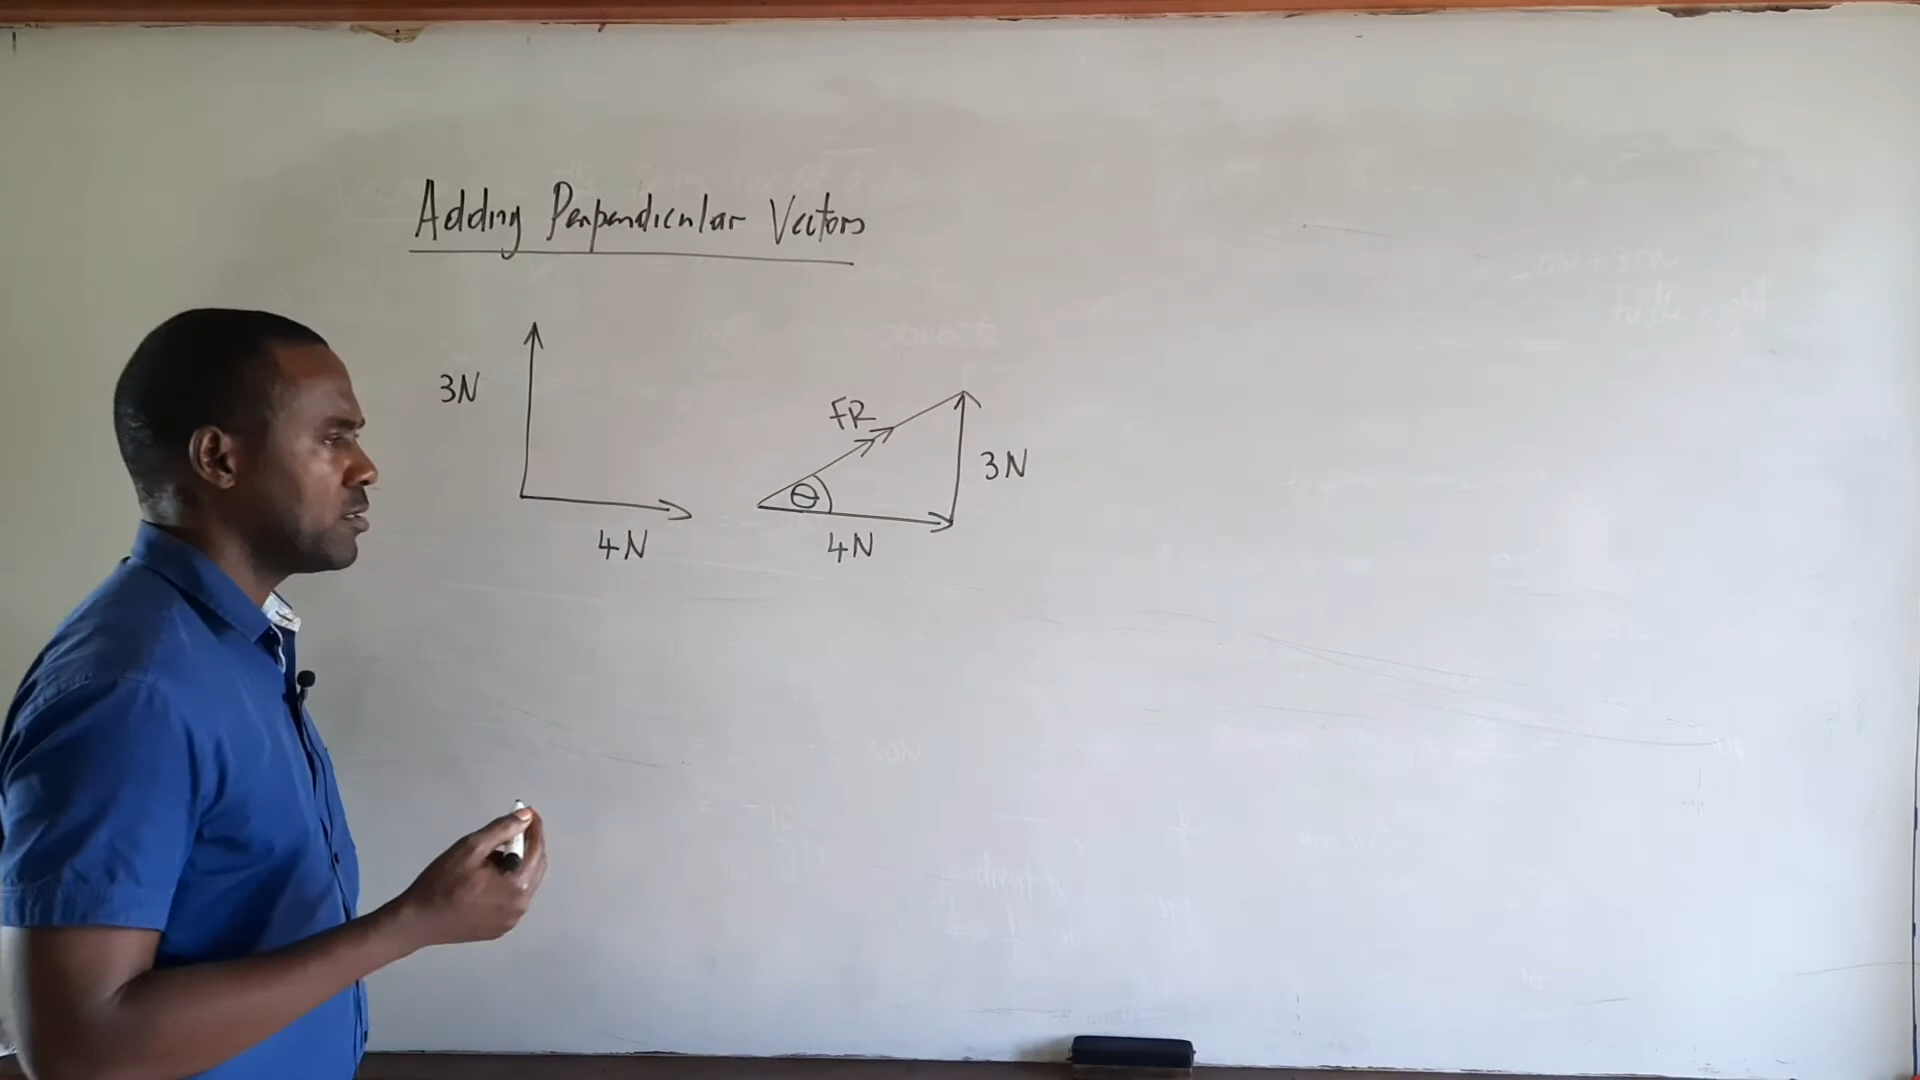 Adding Perpendicular Vectors
3N
4N
FR
θ
3N
4N